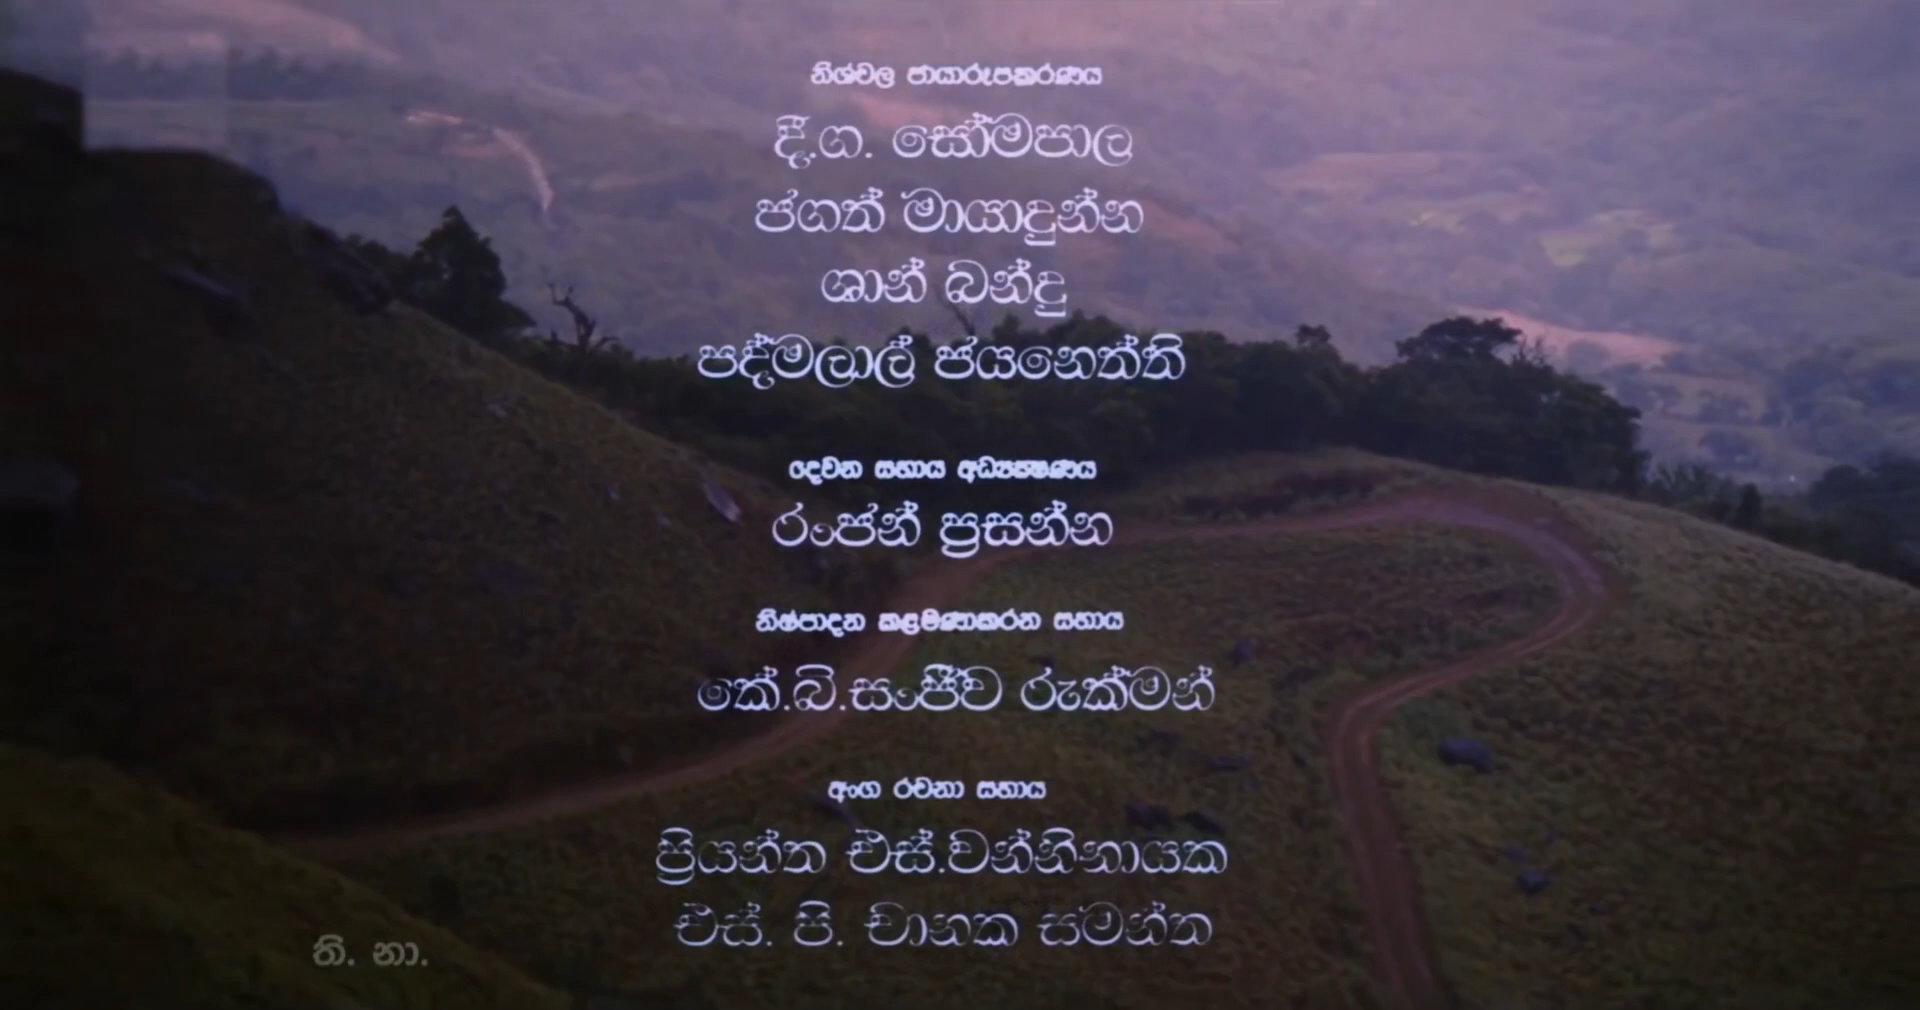 නිශ්චල ජායාරූපකරණය
දී.ග. සෝමපාල
ජගත් මායාදුන්න
ශාන් බන්දු
පද්මලාල් ජයනෙත්ති
දෙවන සහාය අධ්‍යක්ෂණය
රංජන් ප්‍රසන්න
නිෂ්පාදන කළමණාකරන සහාය
කේ.බි.සංජීව රුක්මන්
අංග රචනා සහාය
ප්‍රියන්ත එස්.වන්නිනායක
එස්. පි. චානක සමන්ත
ති. නා.